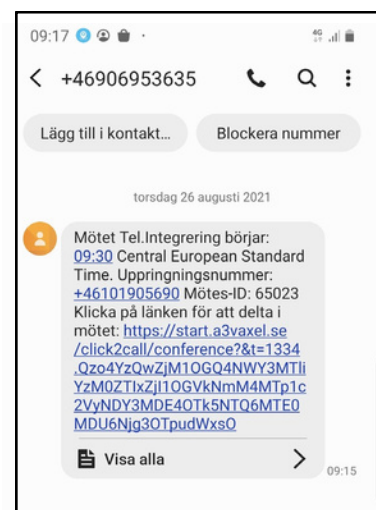 09:17
4G
+46906953635
Lägg till i kontakt...
Blockera nummer
torsdag 26 augusti 2021
Mötet Tel.Integrering börjar:
09:30 Central European Standard
Time. Uppringningsnummer:
+46101905690 Mötes-ID: 65023
Klicka på länken för att delta i
mötet: https://start.a3vaxel.se
/click2call/conference?&t=1334
.Qzo4YzQwZjM1OGQ4NWY3MTli
YzM0ZTIxZjI1OGVkNmM4MTp1c
2VyNDY3MDE4OTk5NTQ6MTE0
MDU6Njg3OTpudWxsO
Visa alla
09:15